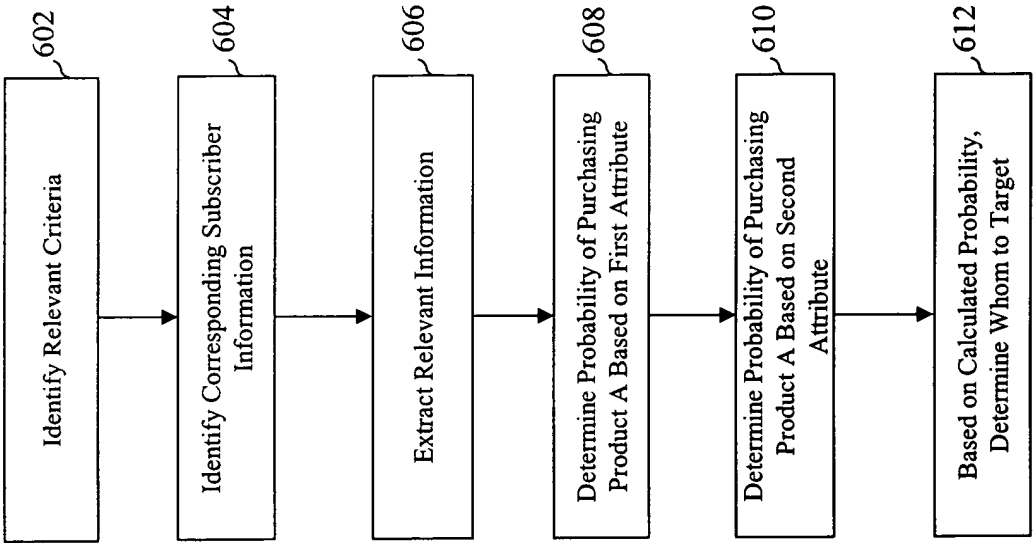 602
Identify Relevant Criteria
604
Identify Corresponding Subscriber
Information
606
Extract Relevant Information
608
Determine Probability of Purchasing
Product A Based on First Attribute
610
Determine Probability of Purchasing
Product A Based on Second
Attribute
612
Based on Calculated Probability,
Determine Whom to Target